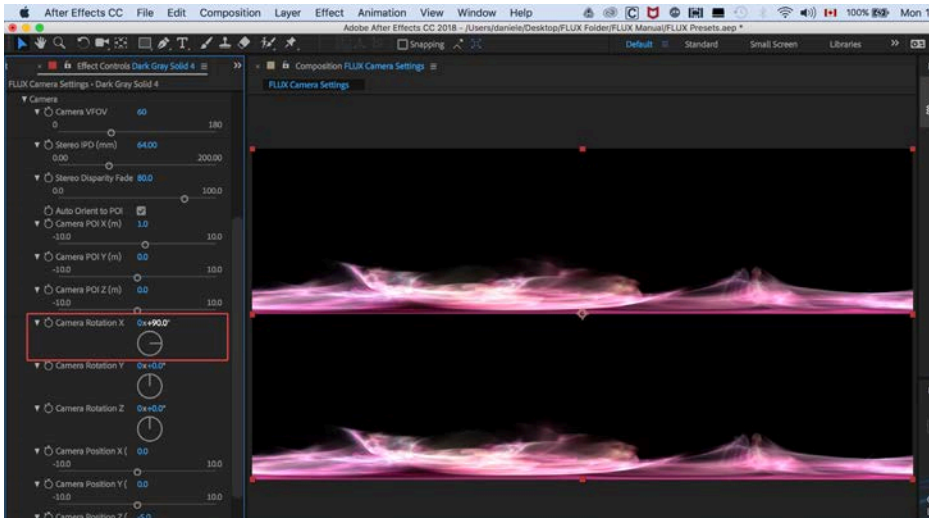 After Effects CC File Edit Composition Layer Effect Animation View Window Help 100% Mon 1
Adobe After Effects CC 2018 - /Users/daniele/Desktop/FLUX Folder/FLUX Manual/FLUX Presets.aep *
Snapping Default Standard Small Screen Libraries
Effect Controls Dark Gray Solid 4 Composition FLUX Camera Settings
FLUX Camera Settings • Dark Gray Solid 4 FLUX Camera Settings
Camera
Camera VFOV 60
0 180
Stereo IPD (mm) 64.00
0.00 200.00
Stereo Disparity Fade 80.0
0.0 100.0
Auto Orient to POI
Camera POI X (m) 1.0
-10.0 10.0
Camera POI Y (m) 0.0
-10.0 10.0
Camera POI Z (m) 0.0
-10.0 10.0
Camera Rotation X 0x+90.0°
Camera Rotation Y 0x+0.0°
Camera Rotation Z 0x+0.0°
Camera Position X ( 0.0
-10.0 10.0
Camera Position Y ( 0.0
-10.0 10.0
Camera Position Z ( -5.0